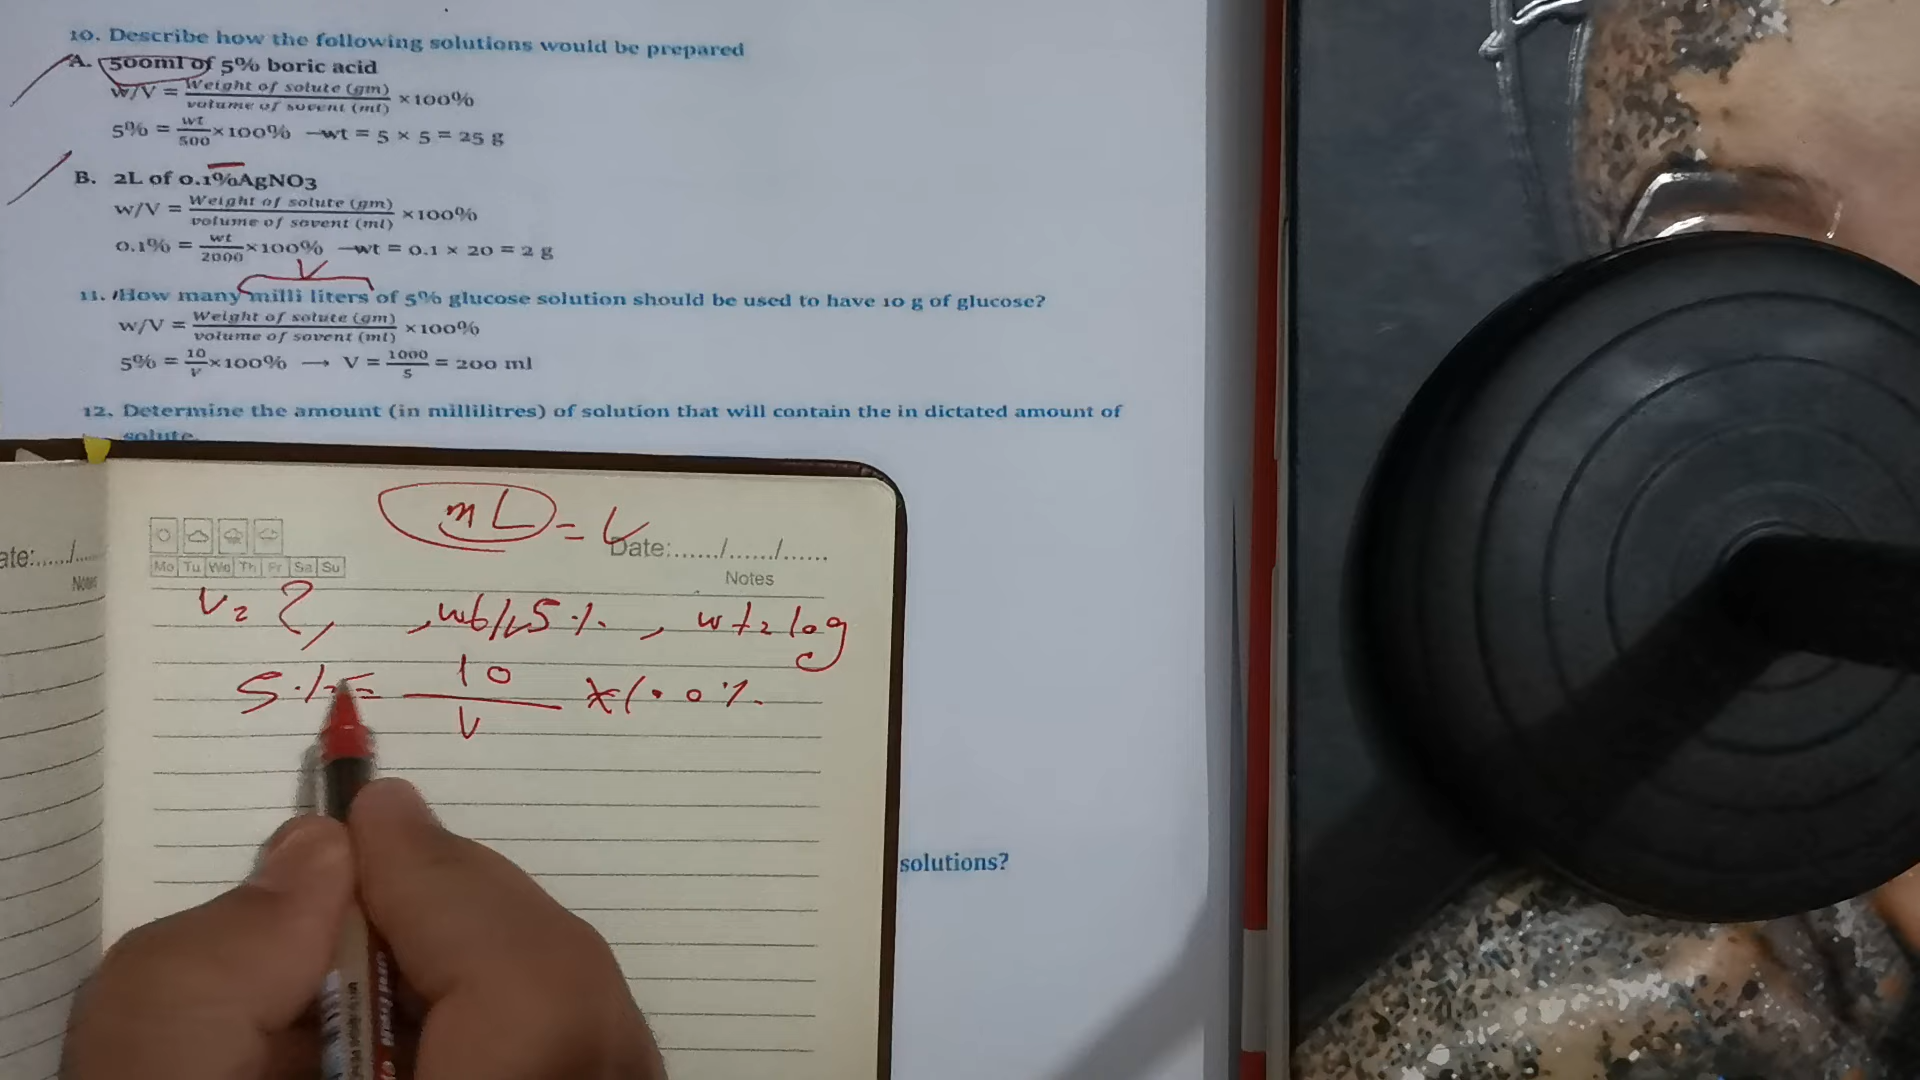 10. Describe how the following solutions would be prepared
A. 500ml of 5% boric acid
w/V = Weight of solute (gm) / volume of sovent (ml) ×100%
5% = wt / 500 ×100% →wt = 5 × 5 = 25 g
B. 2L of 0.1%AgNO3
w/V = Weight of solute (gm) / volume of sovent (ml) ×100%
0.1% = wt / 2000 ×100% →wt = 0.1 × 20 = 2 g
V
11. How many milli liters of 5% glucose solution should be used to have 10 g of glucose?
w/V = Weight of solute (gm) / volume of sovent (ml) ×100%
5% = 10 / v ×100% → V = 1000 / 5 = 200 ml
12. Determine the amount (in millilitres) of solution that will contain the in dictated amount of
solute.
mL =
Date:....../....../......
Notes
Mo Tu We Th Fr Sa Su
V = ?, , 5%, wt = 10g
5% = 10 / V × 100%
ate:....../......
Notes
solutions?